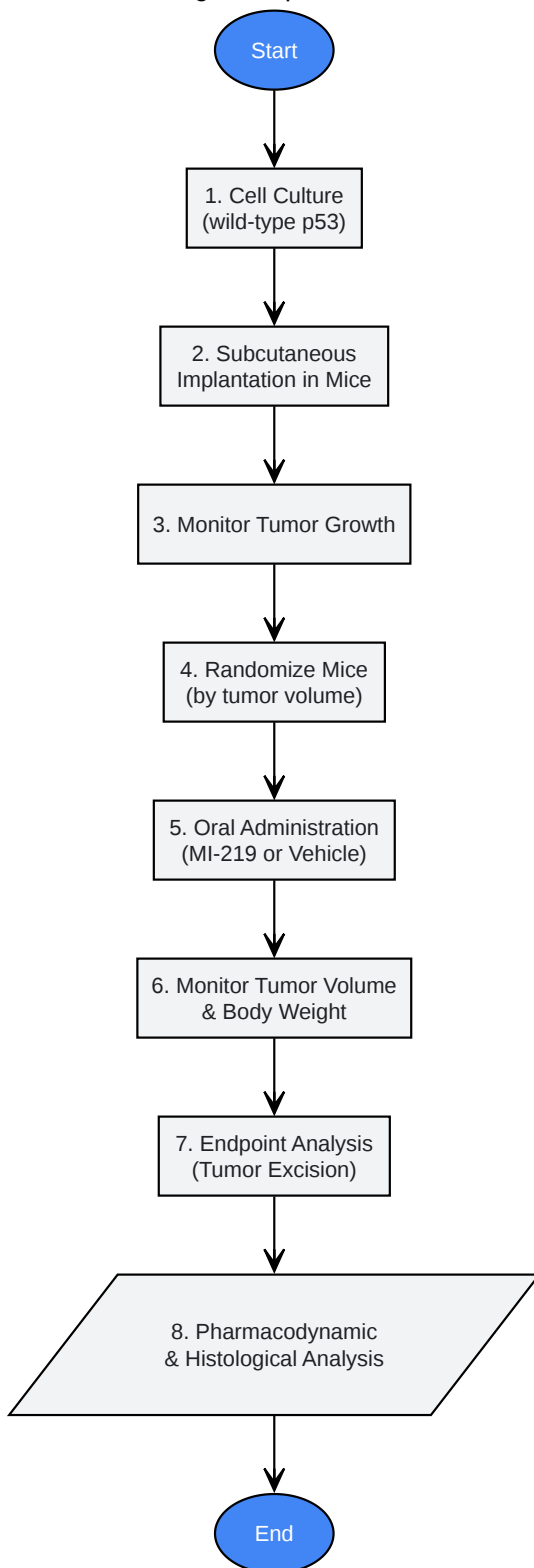 Start
1. Cell Culture
(wild-type p53)
2. Subcutaneous
Implantation in Mice
3. Monitor Tumor Growth
4. Randomize Mice
(by tumor volume)
5. Oral Administration
(MI-219 or Vehicle)
6. Monitor Tumor Volume
& Body Weight
7. Endpoint Analysis
(Tumor Excision)
8. Pharmacodynamic
& Histological Analysis
End